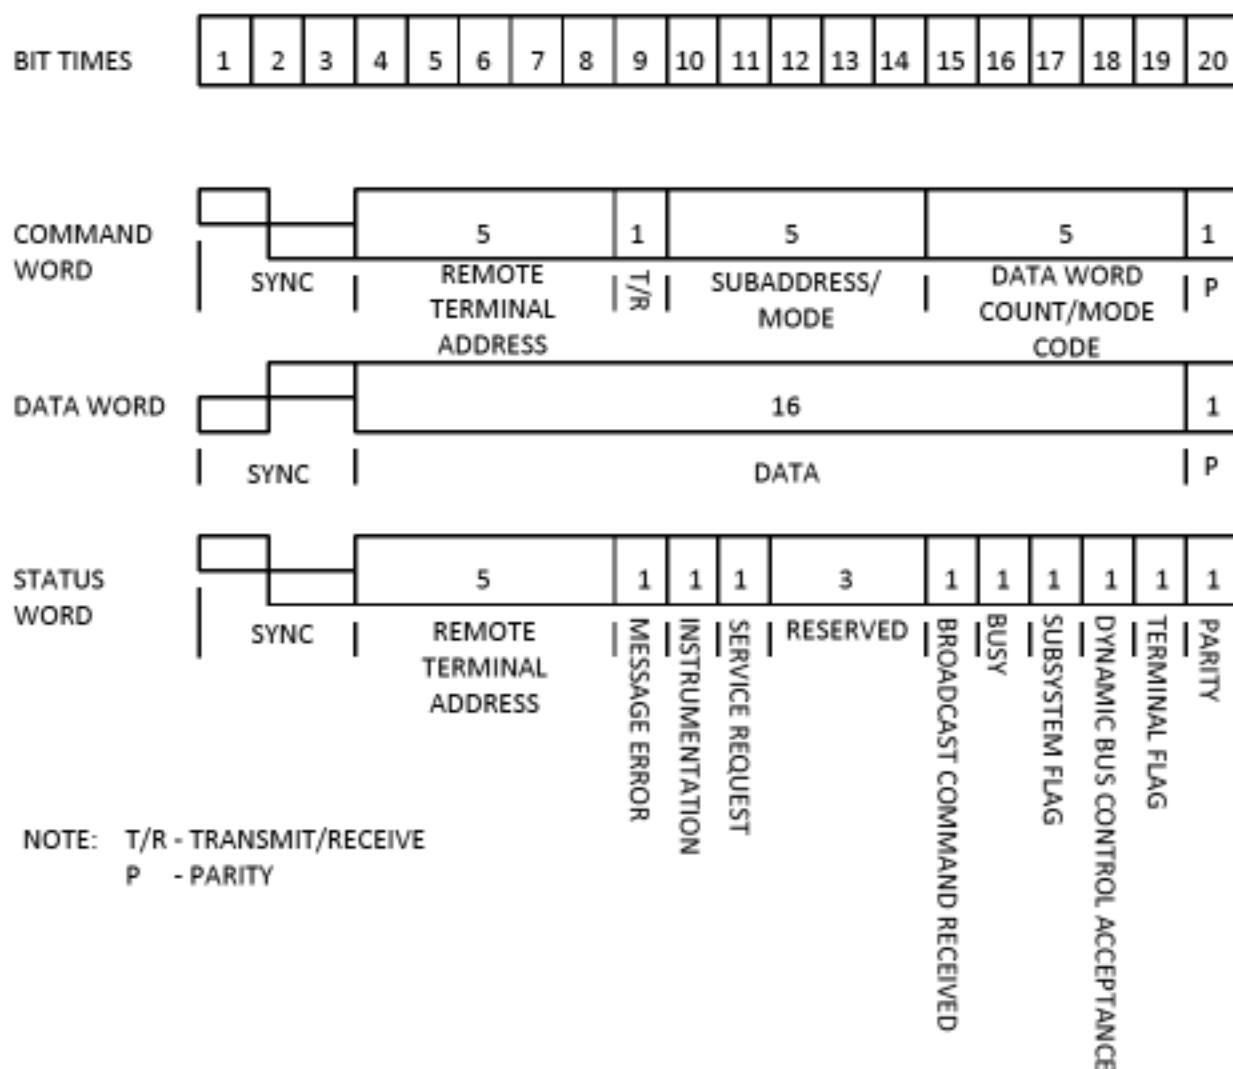 BIT TIMES 1 2 3 4 5 6 7 8 9 10 11 12 13 14 15 16 17 18 19 20
COMMAND WORD
5 1 5 5 1
SYNC
REMOTE
TERMINAL
ADDRESS
T/R
SUBADDRESS/
MODE
DATA WORD
COUNT/MODE
CODE
P
DATA WORD
16 1
SYNC
DATA
P
STATUS
WORD
5 1 1 1 3 1 1 1 1 1 1
SYNC
REMOTE
TERMINAL
ADDRESS
MESSAGE ERROR
INSTRUMENTATION
SERVICE REQUEST
RESERVED
BROADCAST COMMAND RECEIVED
BUSY
SUBSYSTEM FLAG
DYNAMIC BUS CONTROL ACCEPTANCE
TERMINAL FLAG
PARITY
NOTE: T/R - TRANSMIT/RECEIVE
P - PARITY